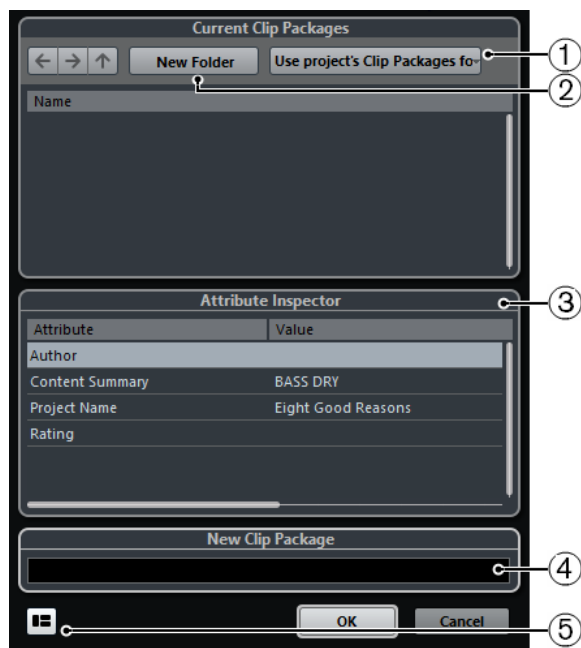 Current Clip Packages
New Folder
Use project's Clip Packages fo
①
②
Name
Attribute Inspector
③
Attribute Value
Author
Content Summary BASS DRY
Project Name Eight Good Reasons
Rating
New Clip Package
④
OK Cancel
⑤